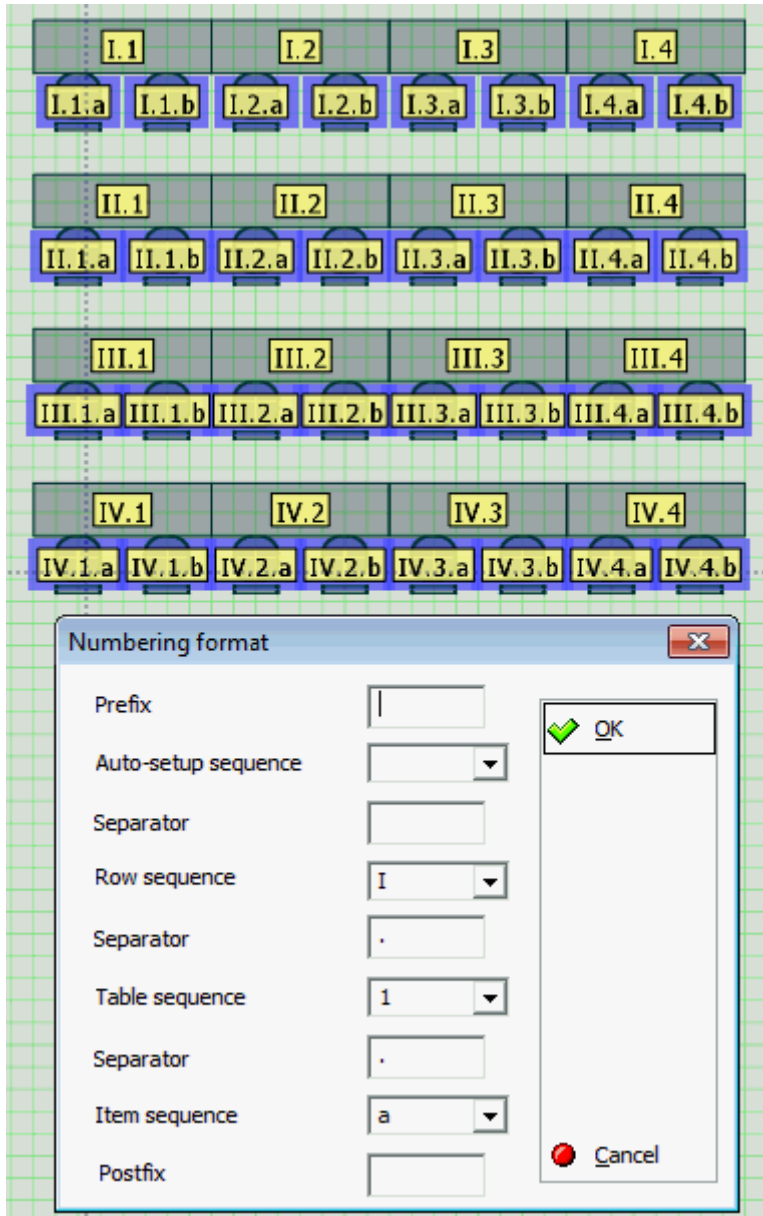 I.1 I.2 I.3 I.4
I.1.a I.1.b I.2.a I.2.b I.3.a I.3.b I.4.a I.4.b
II.1 II.2 II.3 II.4
II.1.a II.1.b II.2.a II.2.b II.3.a II.3.b II.4.a II.4.b
III.1 III.2 III.3 III.4
III.1.a III.1.b III.2.a III.2.b III.3.a III.3.b III.4.a III.4.b
IV.1 IV.2 IV.3 IV.4
IV.1.a IV.1.b IV.2.a IV.2.b IV.3.a IV.3.b IV.4.a IV.4.b
Numbering format
Prefix
OK
Auto-setup sequence
Separator
Row sequence I
Separator .
Table sequence 1
Separator .
Item sequence a
Cancel
Postfix